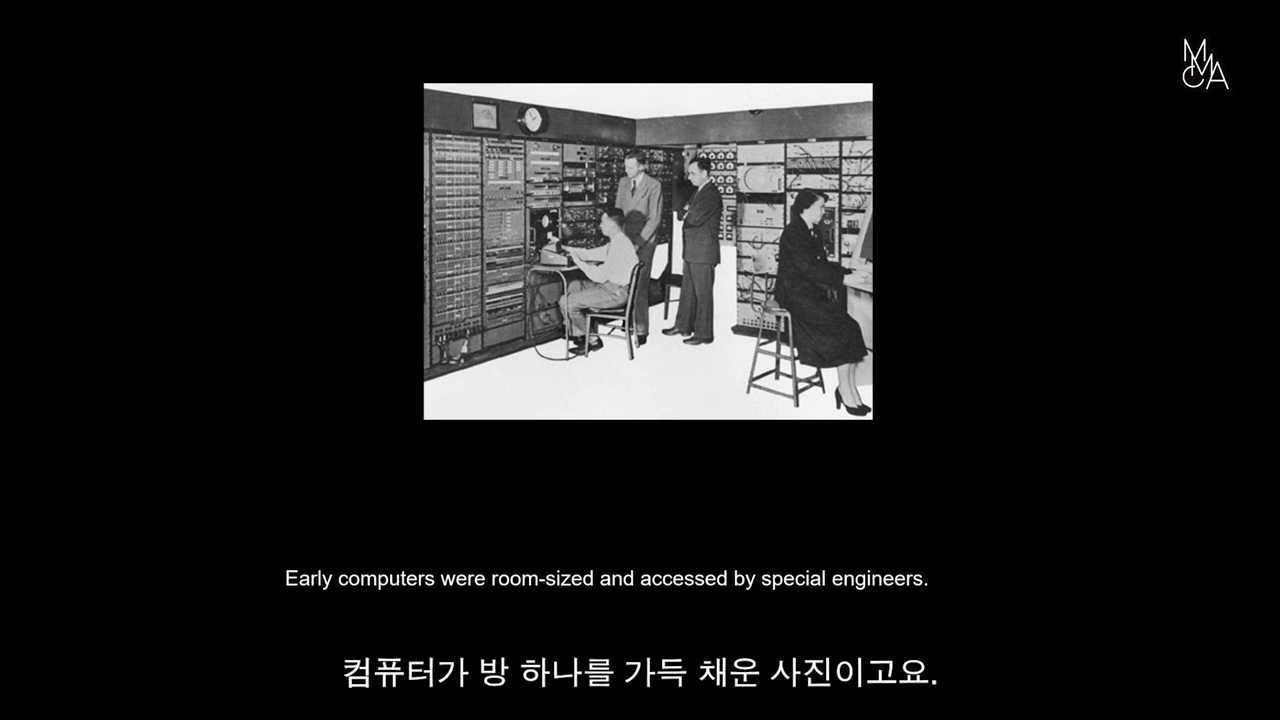 MMCA
Early computers were room-sized and accessed by special engineers.
컴퓨터가 방 하나를 가득 채운 사진이고요.